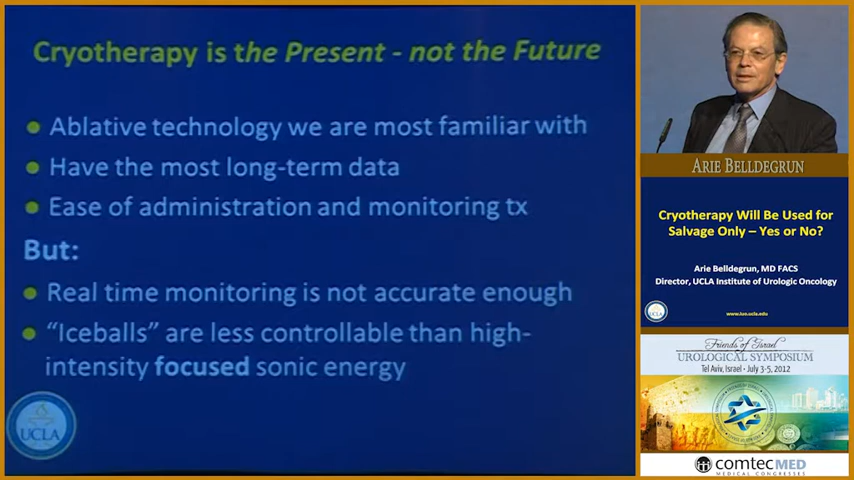 Cryotherapy is the Present - not the Future
Ablative technology we are most familiar with
Have the most long-term data
Ease of administration and monitoring tx
But:
Real time monitoring is not accurate enough
"Iceballs" are less controllable than high-
intensity focused sonic energy
UCLA
ARIE BELLDEGRUN
Cryotherapy Will Be Used for
Salvage Only – Yes or No?
Arie Belldegrun, MD FACS
Director, UCLA Institute of Urologic Oncology
UCLA
www.iuo.ucla.edu
Friends of Israel
UROLOGICAL SYMPOSIUM
Tel Aviv, Israel • July 3-5, 2012
comtecMED
MEDICAL CONGRESSES